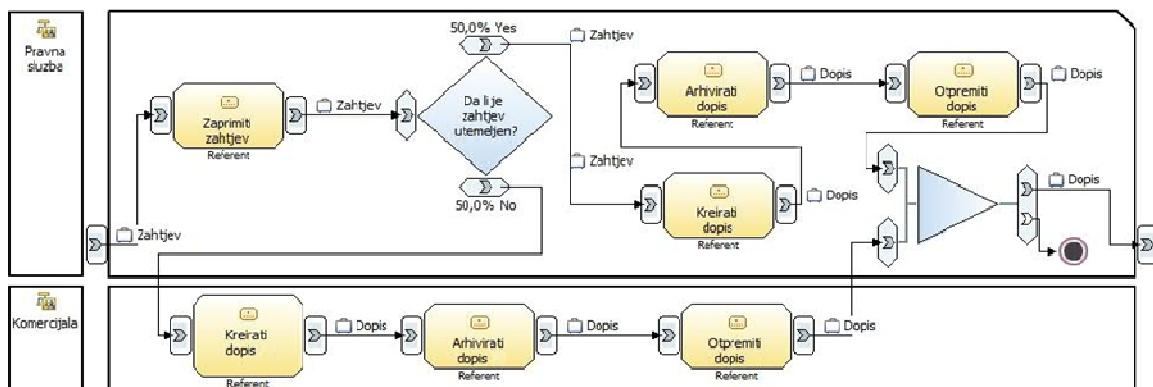 Pravna
sluzba
Zahtjev
Zaprimiti
zahtjev
Referent
Zahtjev
50,0% Yes
Da li je
zahtjev
utemeljen?
50,0% No
Zahtjev
Zahtjev
Arhivirati
dopis
Referent
Dopis
Otpremiti
dopis
Referent
Dopis
Kreirati
dopis
Referent
Dopis
Dopis
Komercijala
Kreirati
dopis
Referent
Dopis
Arhivirati
dopis
Referent
Dopis
Otpremiti
dopis
Referent
Dopis